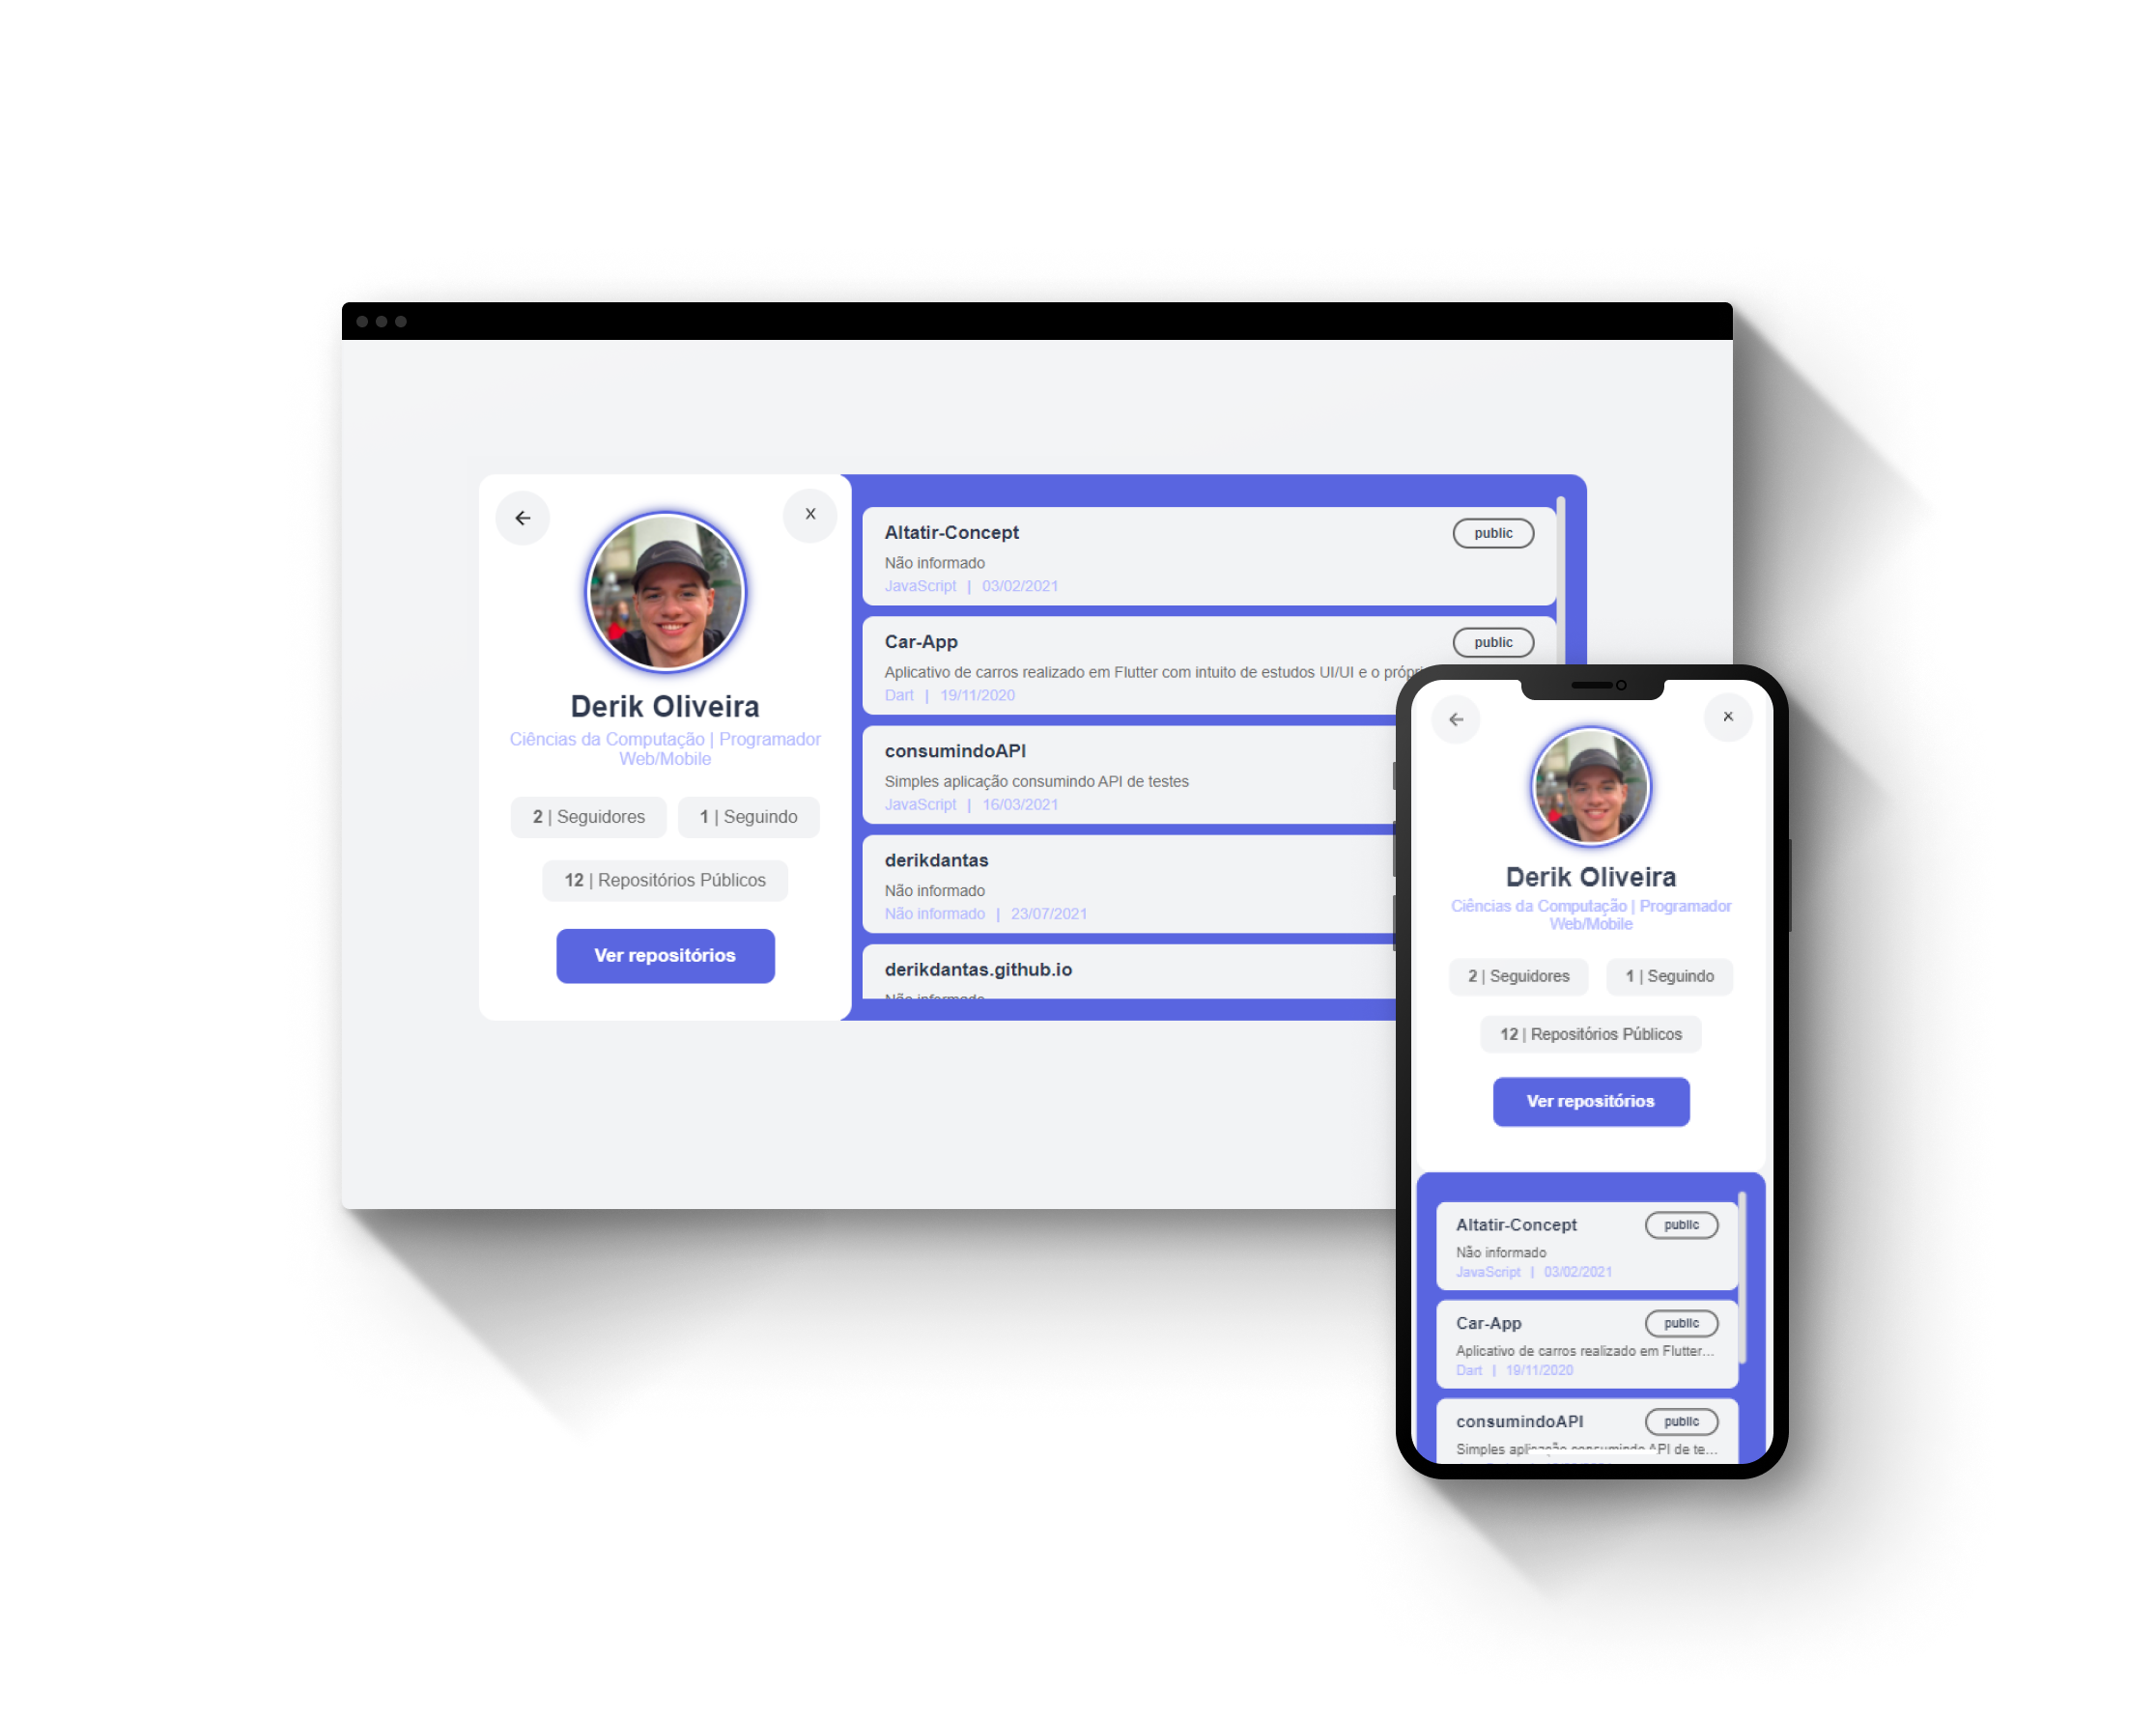 X
Derik Oliveira
Ciências da Computação | Programador
Web/Mobile
2 | Seguidores
1 | Seguindo
12 | Repositórios Públicos
Ver repositórios
Altatir-Concept
public
Não informado
JavaScript | 03/02/2021
Car-App
public
Aplicativo de carros realizado em Flutter com intuito de estudos UI/UI e o
Dart | 19/11/2020
consumindoAPI
Simples aplicação consumindo API de testes
JavaScript | 16/03/2021
derikdantas
Não informado
Não informado | 23/07/2021
derikdantas.github.io
Não informado
X
Derik Oliveira
Ciências da Computação | Programador
Web/Mobile
2 | Seguidores
1 | Seguindo
12 | Repositórios Públicos
Ver repositórios
Altatir-Concept
public
Não informado
JavaScript | 03/02/2021
Car-App
public
Aplicativo de carros realizado em Flutter...
Dart | 19/11/2020
consumindoAPI
public
Simples aplicação consumindo API de te...